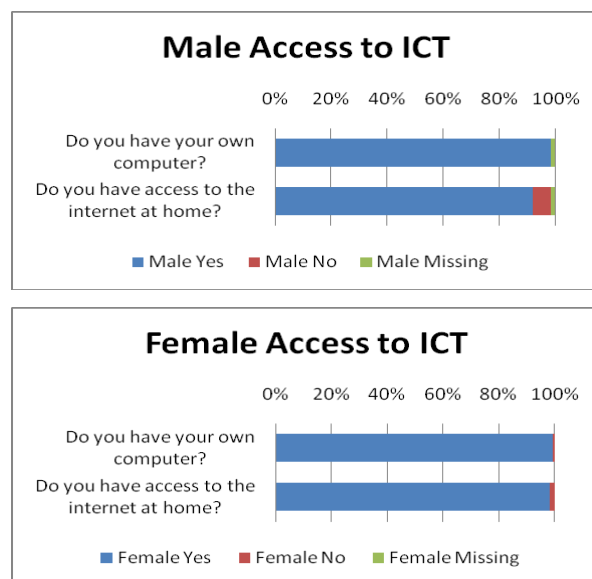 Male Access to ICT
0% 20% 40% 60% 80% 100%
Do you have your own
computer?
Do you have access to the
internet at home?
Male Yes Male No Male Missing
Female Access to ICT
0% 20% 40% 60% 80% 100%
Do you have your own
computer?
Do you have access to the
internet at home?
Female Yes Female No Female Missing